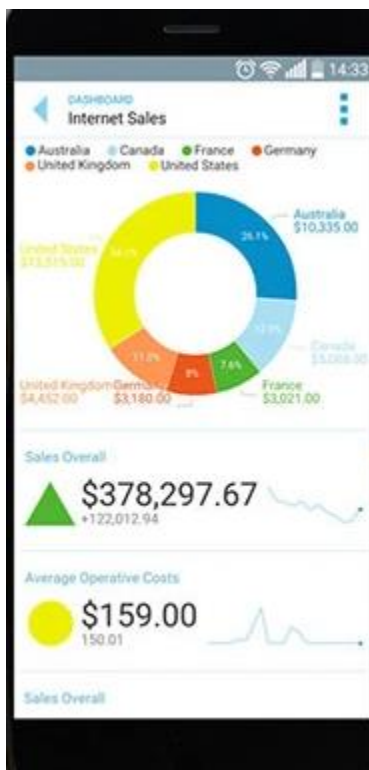 14:33
DASHBOARD
Internet Sales
Australia Canada France Germany
United Kingdom United States
Australia
$10,335.00
26.1%
United States
Canada
7.6%
8%
11.2%
United Kingdom
$4,452.00
$3,180.00
France
$3,021.00
Sales Overall
$378,297.67
+122,012.94
Average Operative Costs
$159.00
150.01
Sales Overall